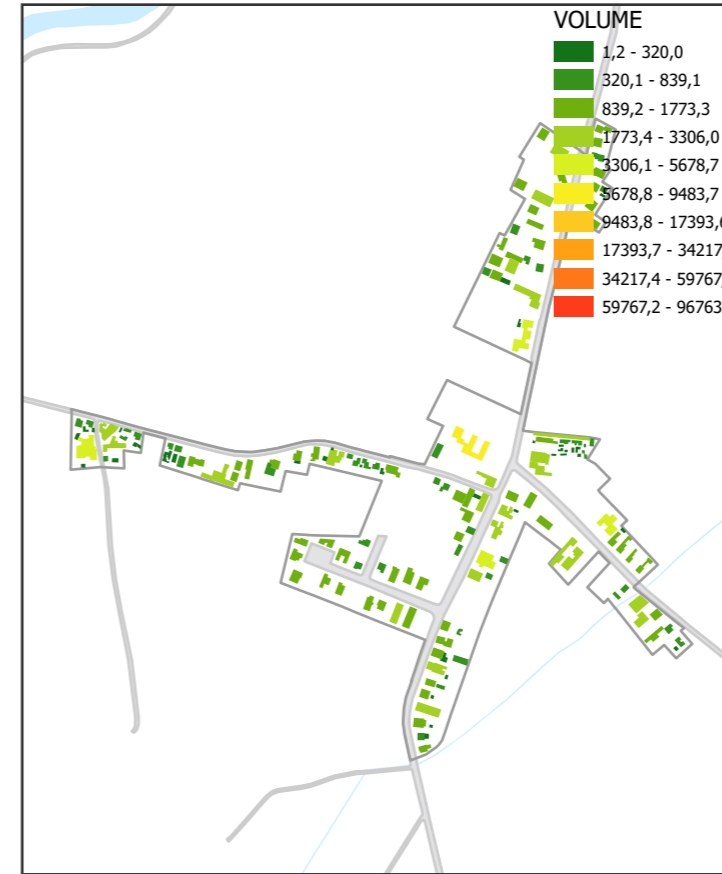 VOLUME
1,2 - 320,0
320,1 - 839,1
839,2 - 1773,3
1773,4 - 3306,0
3306,1 - 5678,7
5678,8 - 9483,7
9483,8 - 17393,6
17393,7 - 34217
34217,4 - 59767,
59767,2 - 96763